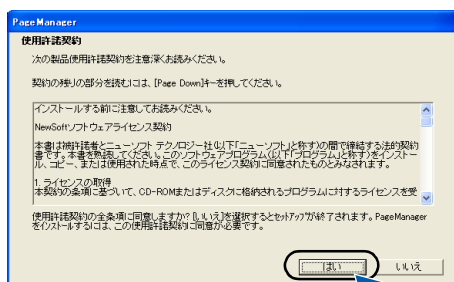 PageManager
使用許諾契約
次の製品使用許諾契約を注意深くお読みください。
契約の残りの部分を読むには、[Page Down]キーを押してください。
インストールする前に注意してお読みください。
NewSoftソフトウェアライセンス契約
本書は被許諾者とニューソフト テクノロジー社(以下「ニューソフト」と称す)の間で締結する法的契約
書です。本書を熟読してください。このソフトウェアプログラム(以下「プログラム」と称す)をインストー
ル、コピー、または使用された時点で、このライセンス契約に同意されたものとみなされます。
1. ライセンスの取得
本契約の条項に基づいて、CD-ROMまたはディスクに格納されるプログラムに対するライセンスを受
使用許諾契約の全条項に同意しますか?[いいえ]を選択するとセットアップが終了されます。PageManager
をインストールするには、この使用許諾契約に同意が必要です。
はい
いいえ